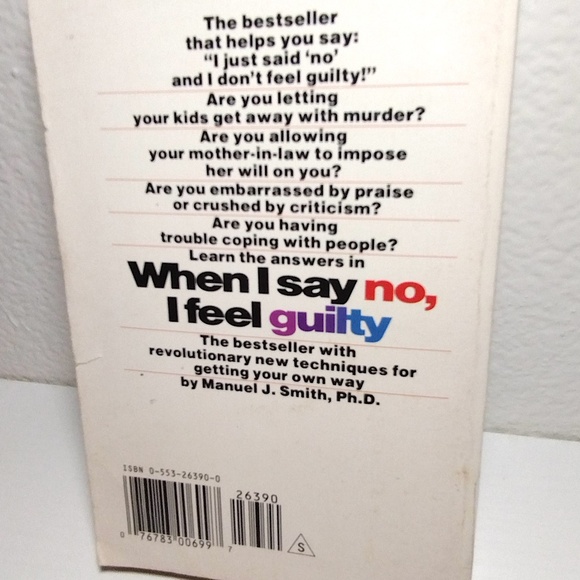 The bestseller
that helps you say:
"I just said 'no'
and I don't feel guilty!"
Are you letting
your kids get away with murder?
Are you allowing
your mother-in-law to impose
her will on you?
Are you embarrassed by praise
or crushed by criticism?
Are you having
trouble coping with people?
Learn the answers in
When I say no,
I feel guilty
The bestseller with
revolutionary new techniques for
getting your own way
by Manuel J. Smith, Ph.D.
ISBN 0-553-26390-0
26390
0 76783 00699 7
S